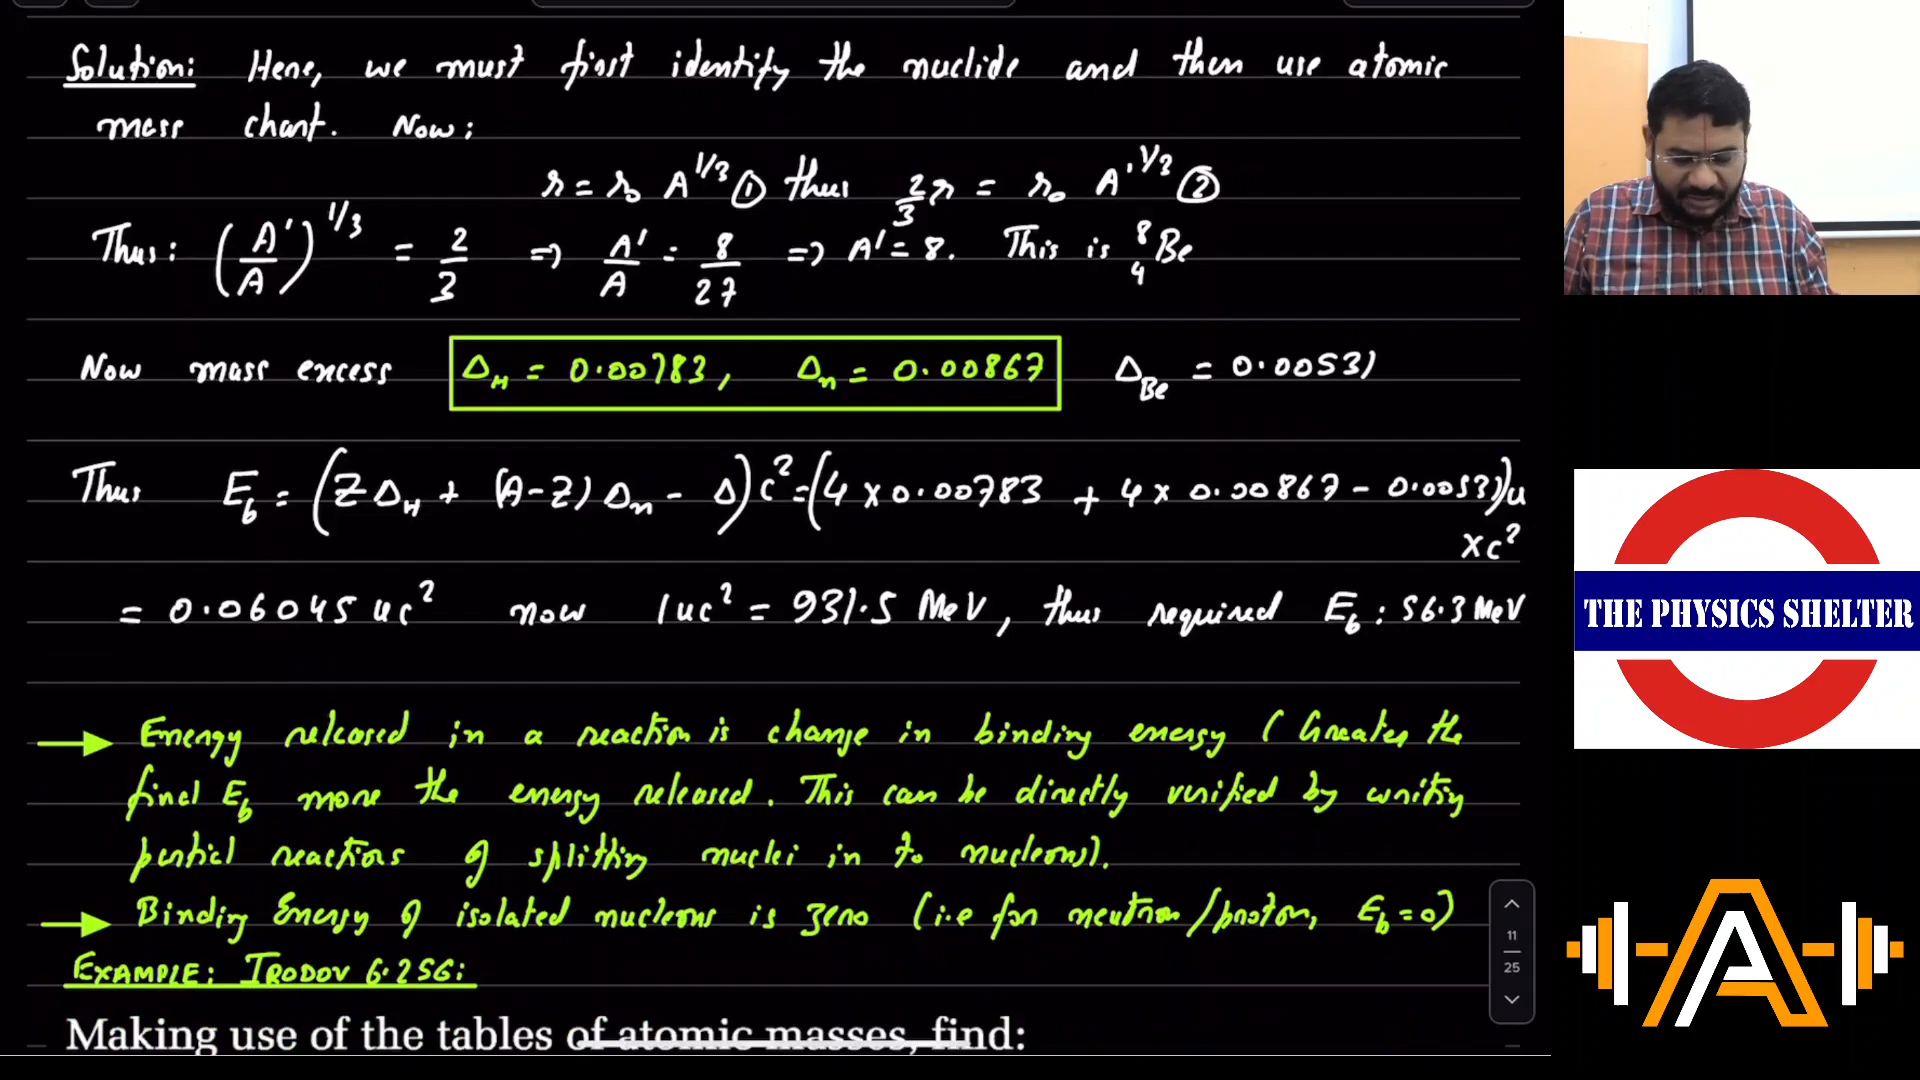 Solution: Here, we must first identify the nuclide and then use atomic
mass chart. Now:
r = r₀ A^1/3 ① thus 2/3 r = r₀ A'^1/3 ②
Thus: (A'/A)^1/3 = 2/3 => A'/A = 8/27 => A' = 8. This is ⁸₄Be
Now mass excess Δ_H = 0.00783, Δ_n = 0.00867 Δ_Be = 0.00531
Thus E_b = (ZΔ_H + (A-Z)Δ_n - Δ)c² = (4 x 0.00783 + 4 x 0.00867 - 0.00531)u
xc²
= 0.06045 uc² now 1uc² = 931.5 MeV, thus required E_b : 56.3 MeV
→ Energy released in a reaction is change in binding energy (Greater the
final E_b more the energy released. This can be directly verified by writing
partial reactions of splitting nuclei in to nucleons).
→ Binding Energy of isolated nucleons is zero (i.e for neutron/proton, E_b = 0)
EXAMPLE: IRODOV 6.256:
Making use of the tables of atomic masses, find:
THE PHYSICS SHELTER
11
25